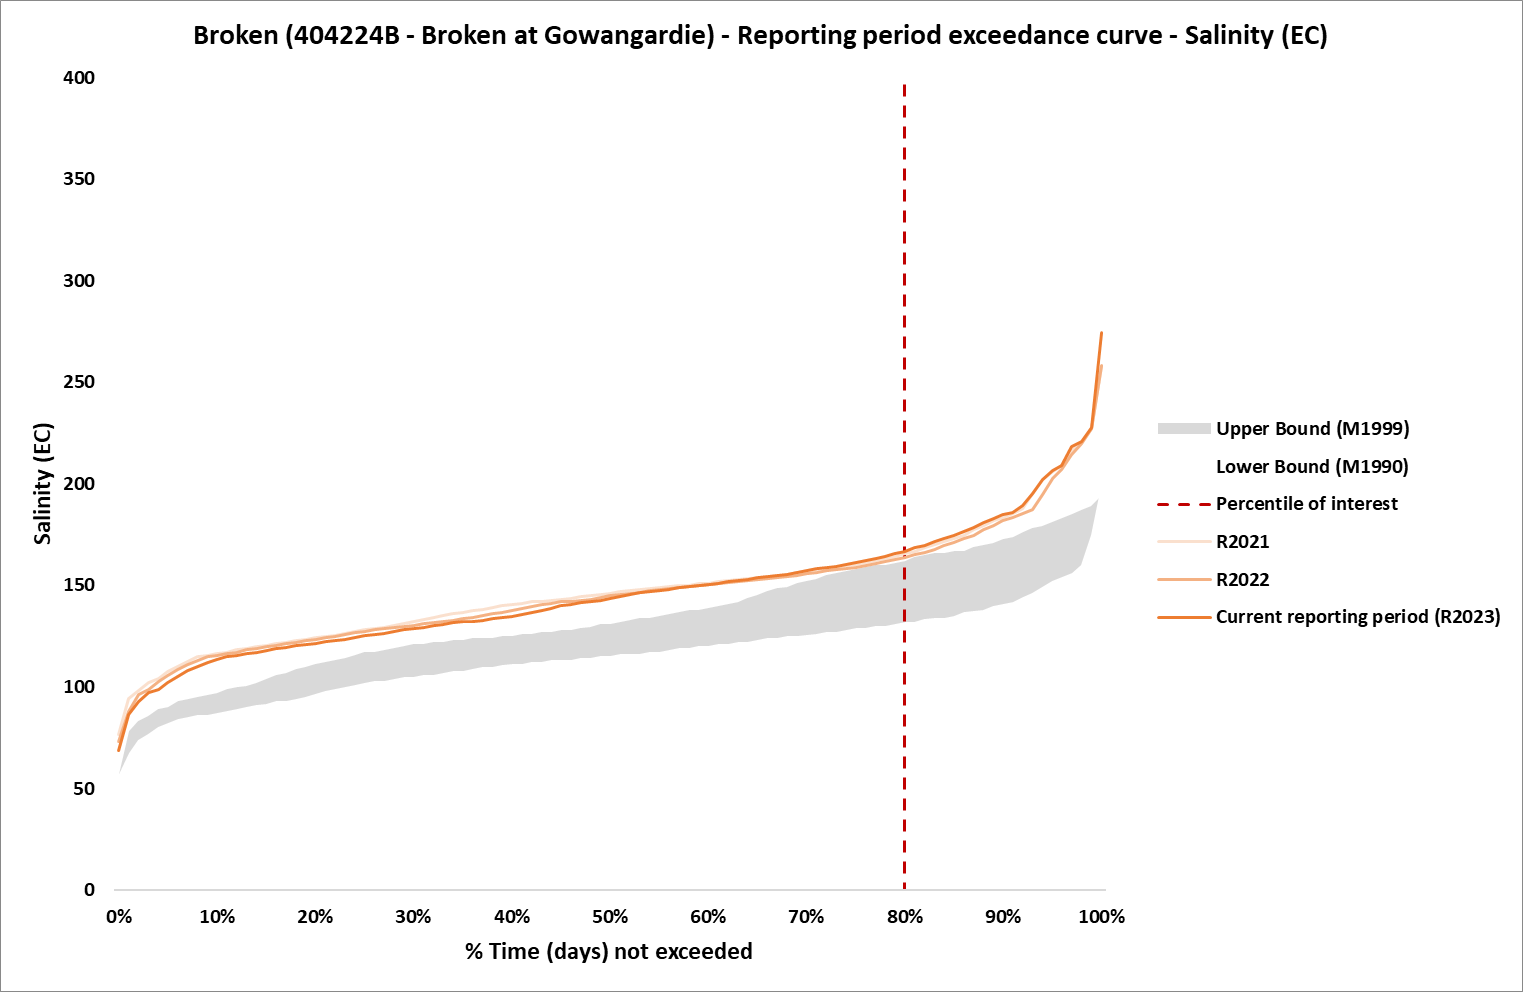 Broken (404224B - Broken at Gowangardie) - Reporting period exceedance curve - Salinity (EC)
400
350
300
250
200
150
100
50
0
Salinity (EC)
0% 10% 20% 30% 40% 50% 60% 70% 80% 90% 100%
% Time (days) not exceeded
Upper Bound (M1999)
Lower Bound (M1990)
Percentile of interest
R2021
R2022
Current reporting period (R2023)